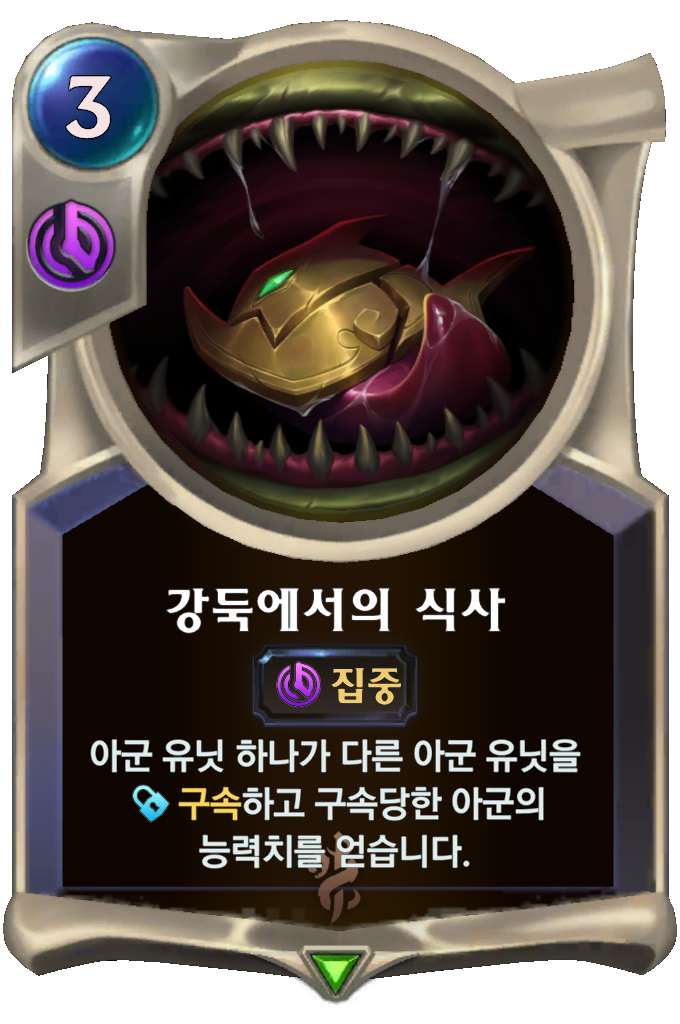 3
강둑에서의 식사
집중
아군 유닛 하나가 다른 아군 유닛을
구속하고 구속당한 아군의
능력치를 얻습니다.